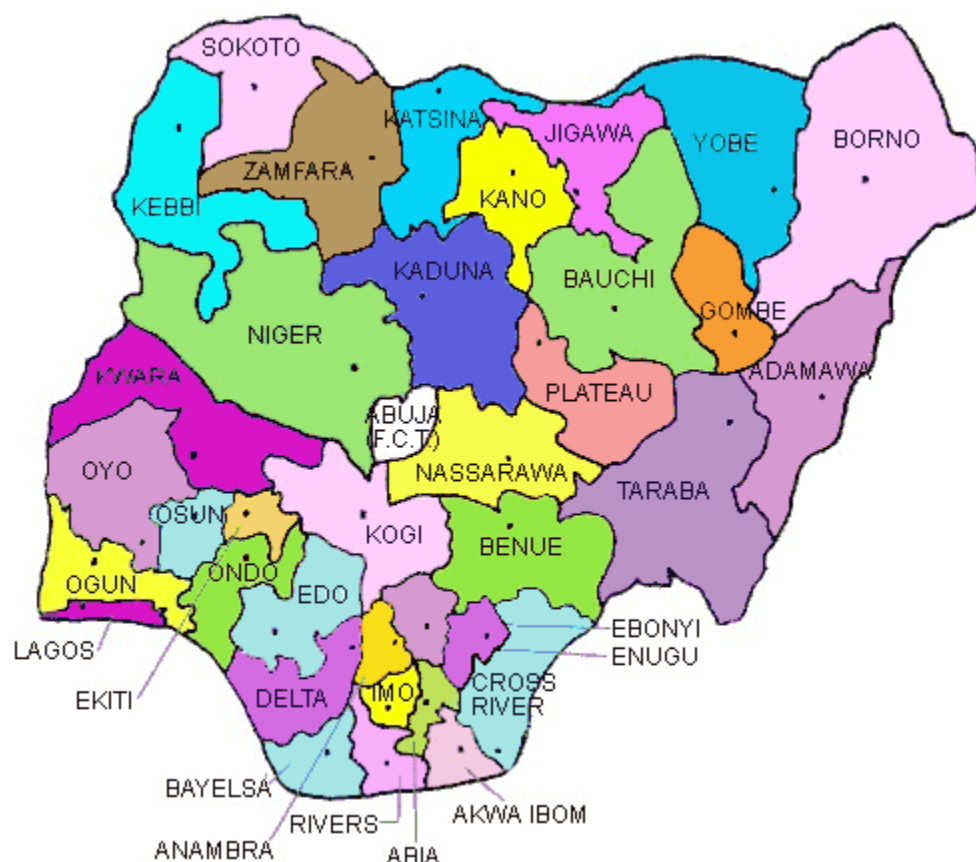 SOKOTO
KATSINA
JIGAWA
YOBE
BORNO
ZAMFARA
KANO
KEBBI
KADUNA
BAUCHI
GOMBE
NIGER
KWARA
ADAMAWA
PLATEAU
ABUJA
(F.C.T.)
NASSARAWA
OYO
TARABA
OSUN
KOGI
BENUE
OGUN
ONDO
EDO
LAGOS
EBONYI
ENUGU
EKITI
DELTA
IMO
CROSS
RIVER
BAYELSA
RIVERS
AKWA IBOM
ANAMBRA
ABIA